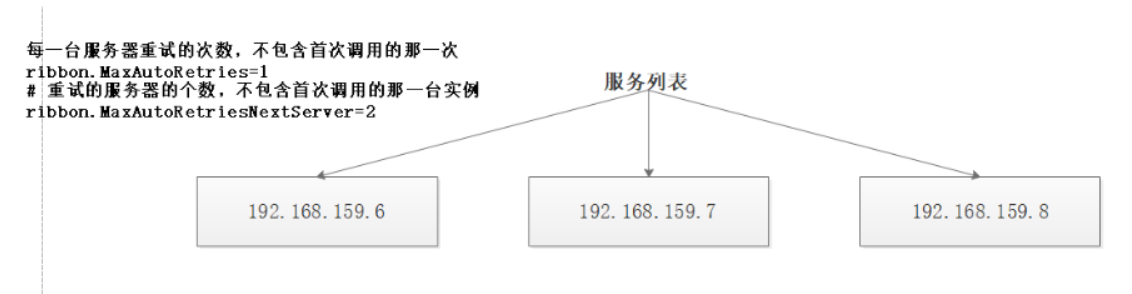 每一台服务器重试的次数，不包含首次调用的那一次
ribbon.MaxAutoRetries=1
# 重试的服务器的个数，不包含首次调用的那一台实例
ribbon.MaxAutoRetriesNextServer=2
服务列表
192.168.159.6
192.168.159.7
192.168.159.8